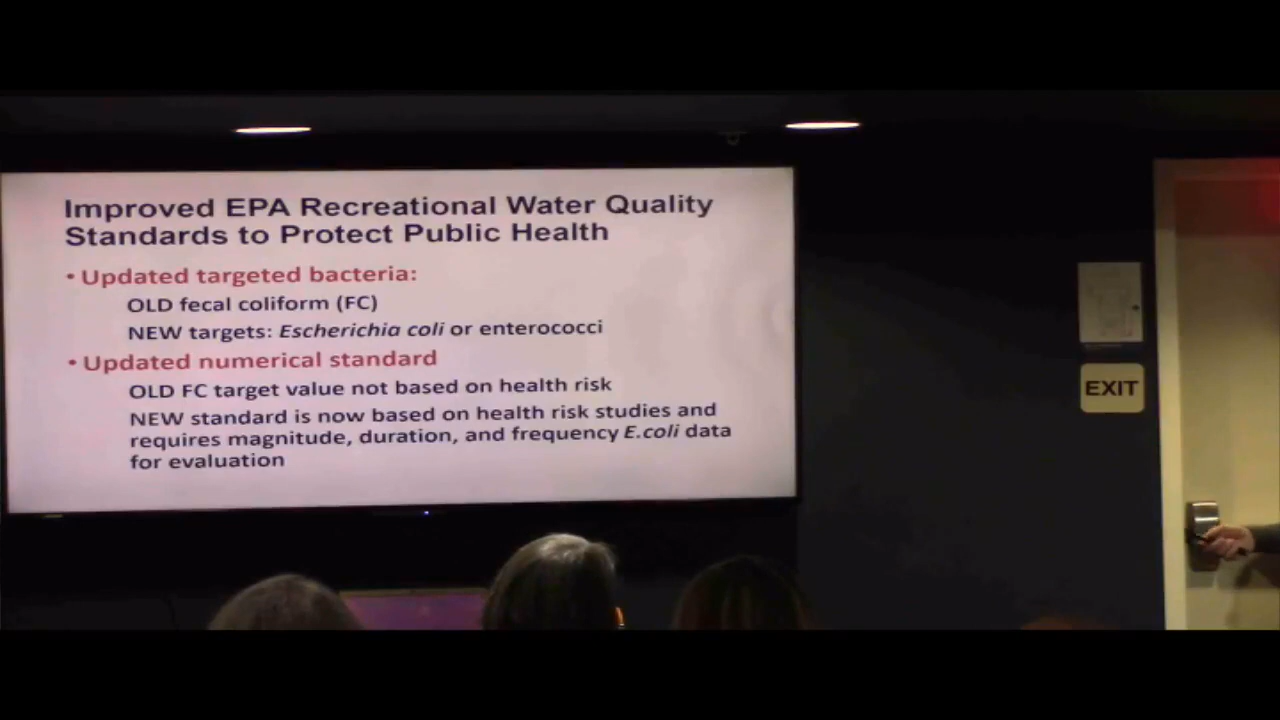 Improved EPA Recreational Water Quality
Standards to Protect Public Health
• Updated targeted bacteria:
OLD fecal coliform (FC)
NEW targets: Escherichia coli or enterococci
• Updated numerical standard
OLD FC target value not based on health risk
NEW standard is now based on health risk studies and
requires magnitude, duration, and frequency E.coli data
for evaluation
EXIT